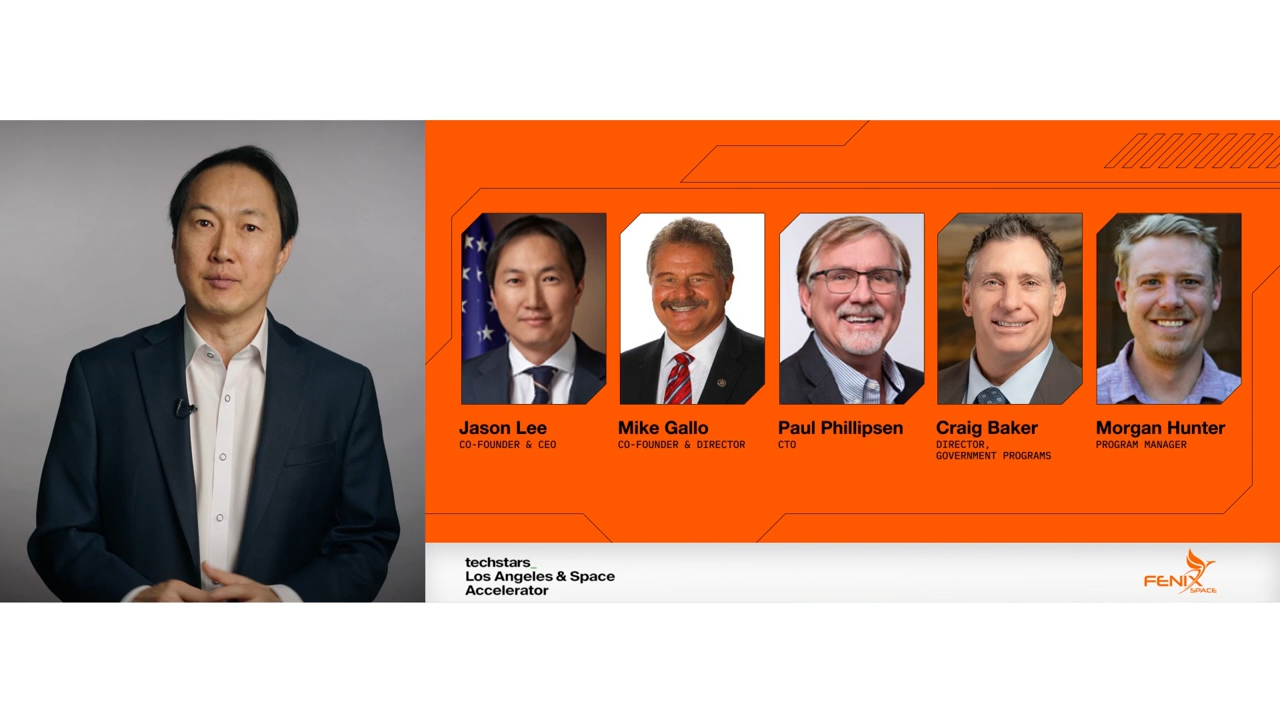 Jason Lee
CO-FOUNDER & CEO
Mike Gallo
CO-FOUNDER & DIRECTOR
Paul Phillipsen
CTO
Craig Baker
DIRECTOR,
GOVERNMENT PROGRAMS
Morgan Hunter
PROGRAM MANAGER
techstars_
Los Angeles & Space
Accelerator
FENIX
SPACE